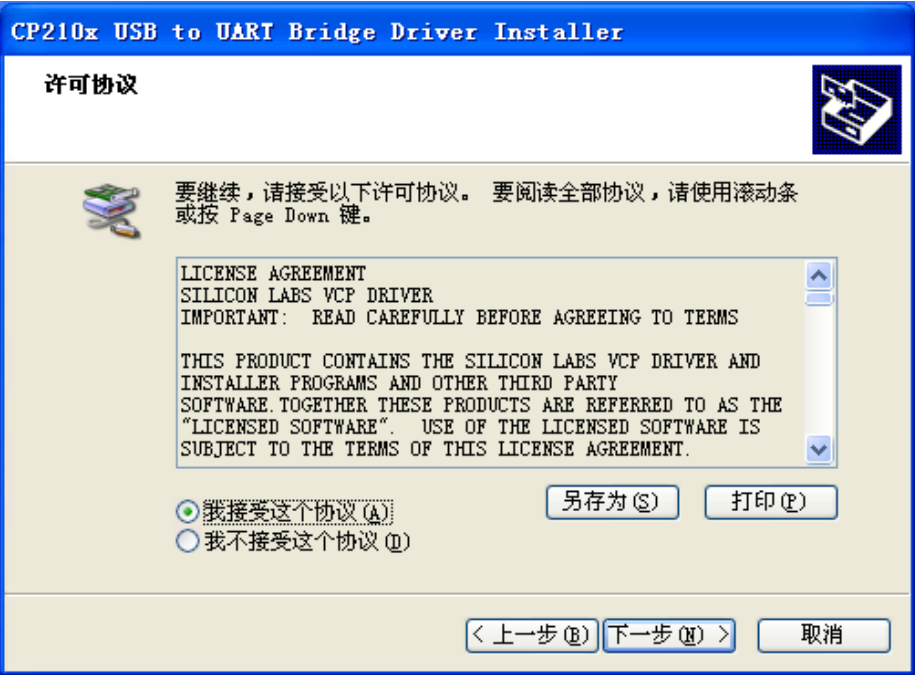 CP210x USB to UART Bridge Driver Installer
许可协议
要继续，请接受以下许可协议。 要阅读全部协议，请使用滚动条
或按 Page Down 键。
LICENSE AGREEMENT
SILICON LABS VCP DRIVER
IMPORTANT:  READ CAREFULLY BEFORE AGREEING TO TERMS
THIS PRODUCT CONTAINS THE SILICON LABS VCP DRIVER AND
INSTALLER PROGRAMS AND OTHER THIRD PARTY
SOFTWARE.TOGETHER THESE PRODUCTS ARE REFERRED TO AS THE
"LICENSED SOFTWARE".  USE OF THE LICENSED SOFTWARE IS
SUBJECT TO THE TERMS OF THIS LICENSE AGREEMENT.
我接受这个协议(A) 另存为(S) 打印(P)
我不接受这个协议(D)
< 上一步(B) 下一步(N) > 取消